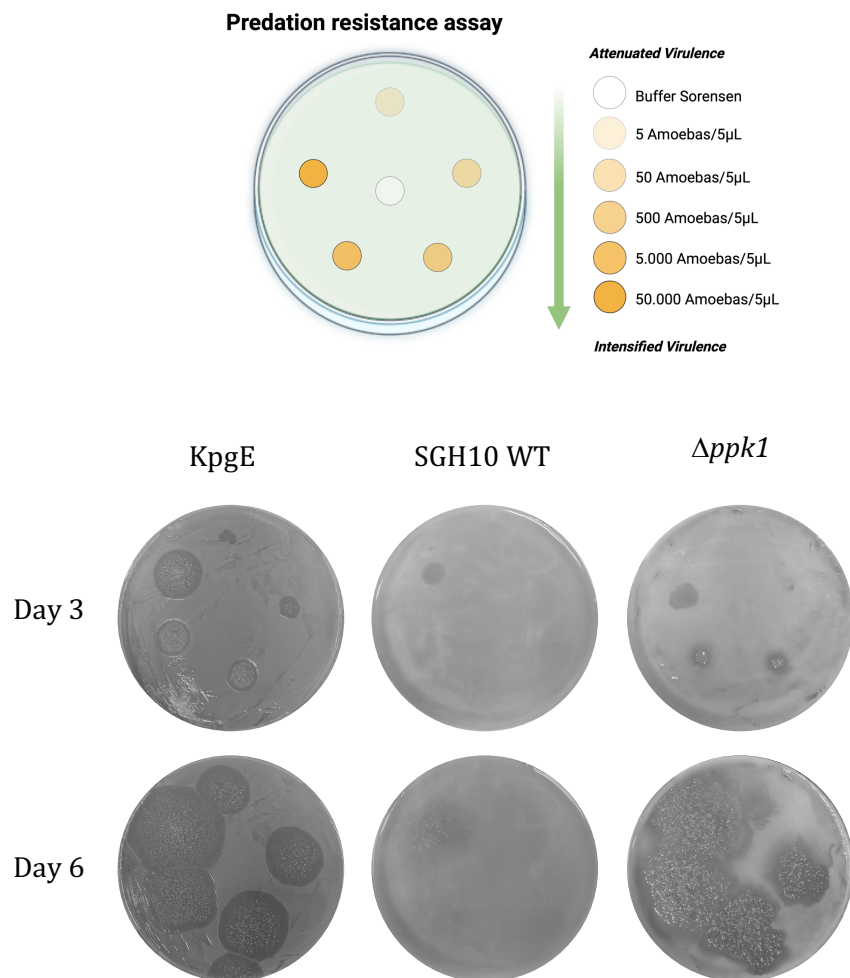 Predation resistance assay
Attenuated Virulence
Buffer Sorensen
5 Amoebas/5µL
50 Amoebas/5µL
500 Amoebas/5µL
5.000 Amoebas/5µL
50.000 Amoebas/5µL
Intensified Virulence
KpgE
SGH10 WT
Δppk1
Day 3
Day 6